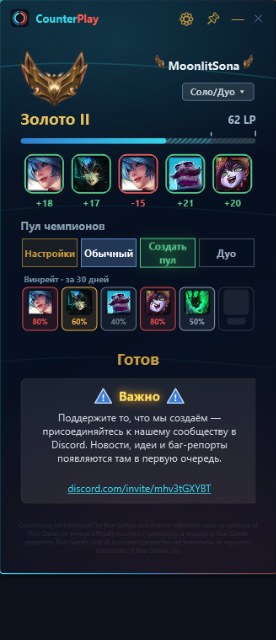 CounterPlay
MoonlitSona
Соло/Дуо
Золото II
62 LP
+18 +17 -15 +21 +20
Пул чемпионов
Настройки
Обычный
Создать
пул
Дуо
Винрейт - за 30 дней
80% 60% 40% 80% 50%
Готов
Важно
Поддержите то, что мы создаём —
присоединяйтесь к нашему сообществу в
Discord. Новости, идеи и баг-репорты
появляются там в первую очередь.
discord.com/invite/mhv3tGXYBT